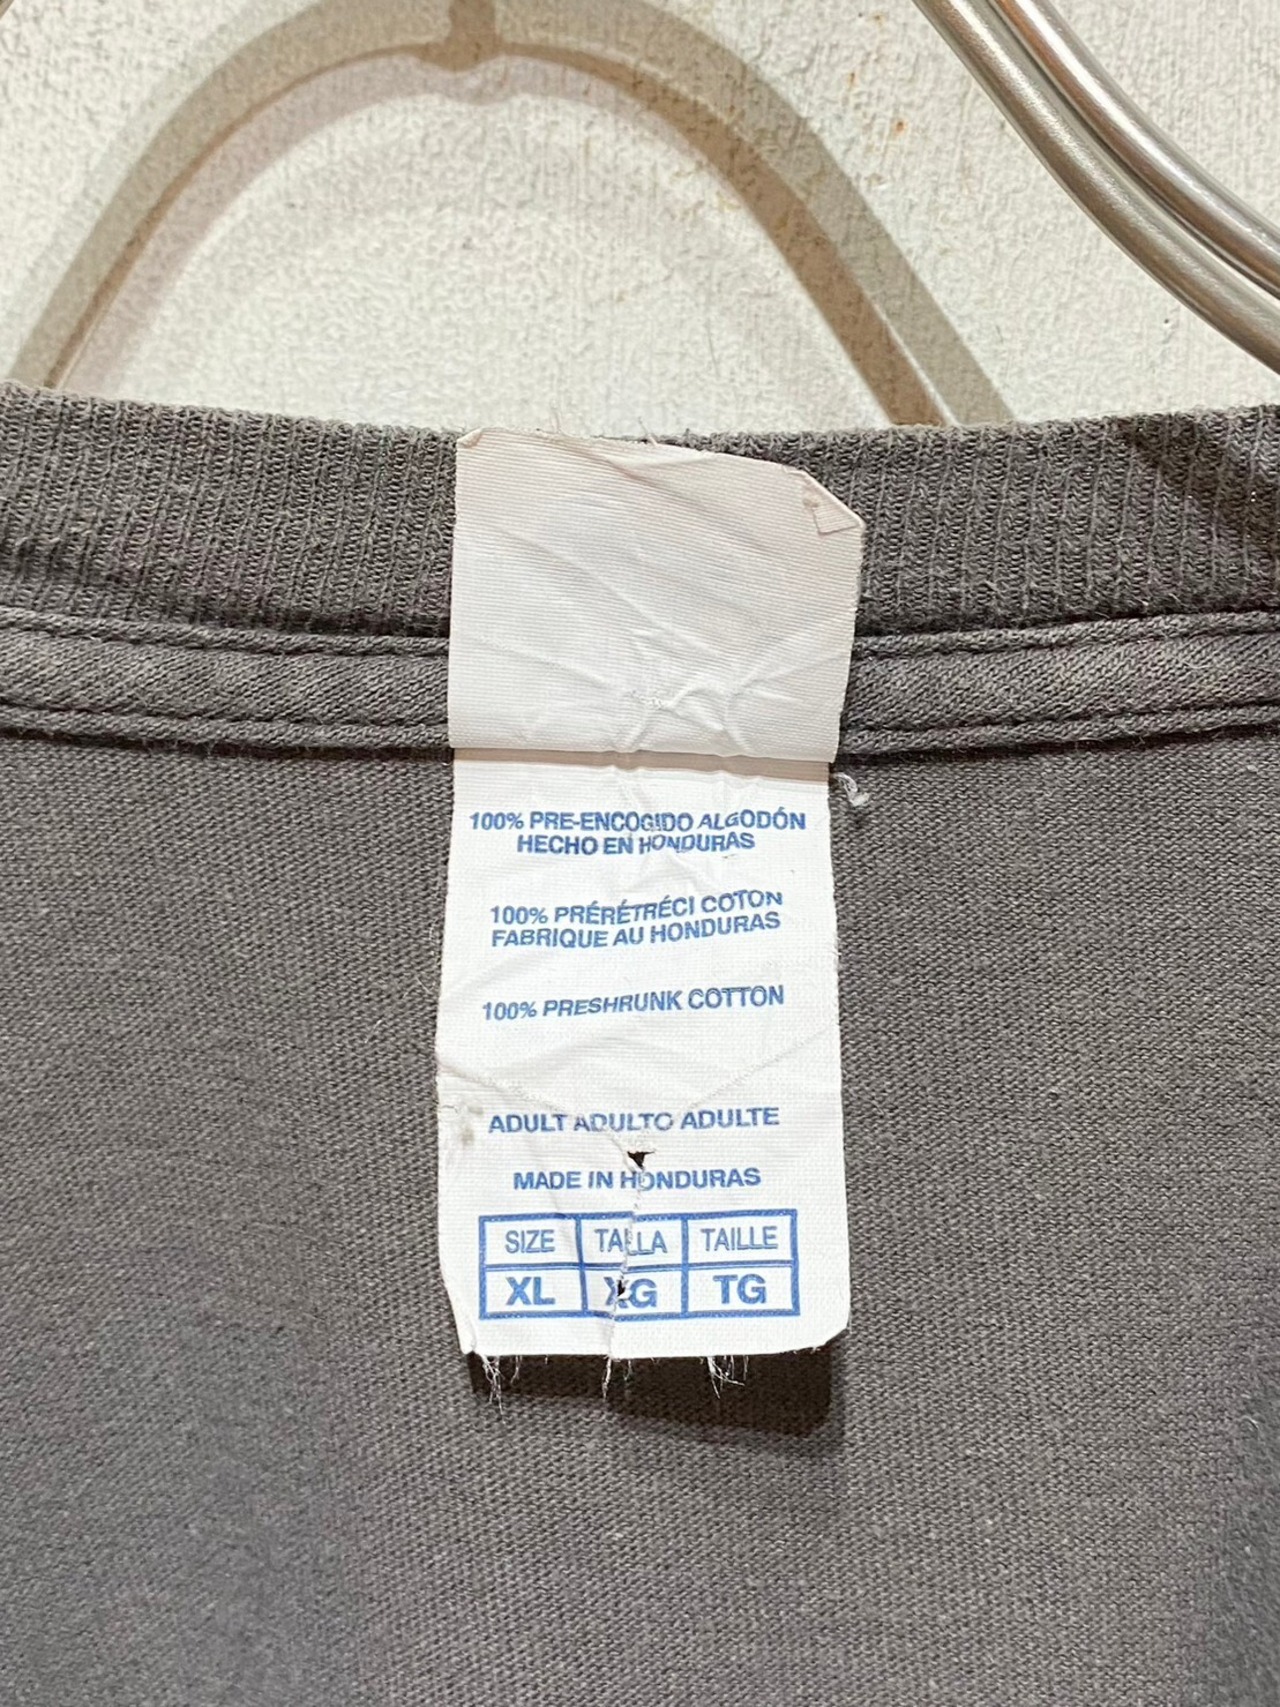 100% PRE-ENCOGIDO ALGODÓN
HECHO EN HONDURAS
100% PRÉRÉTRÉCI COTON
FABRIQUE AU HONDURAS
100% PRESHRUNK COTTON
ADULT ADULTO ADULTE
MADE IN HONDURAS
SIZE TALLA TAILLE
XL XG TG